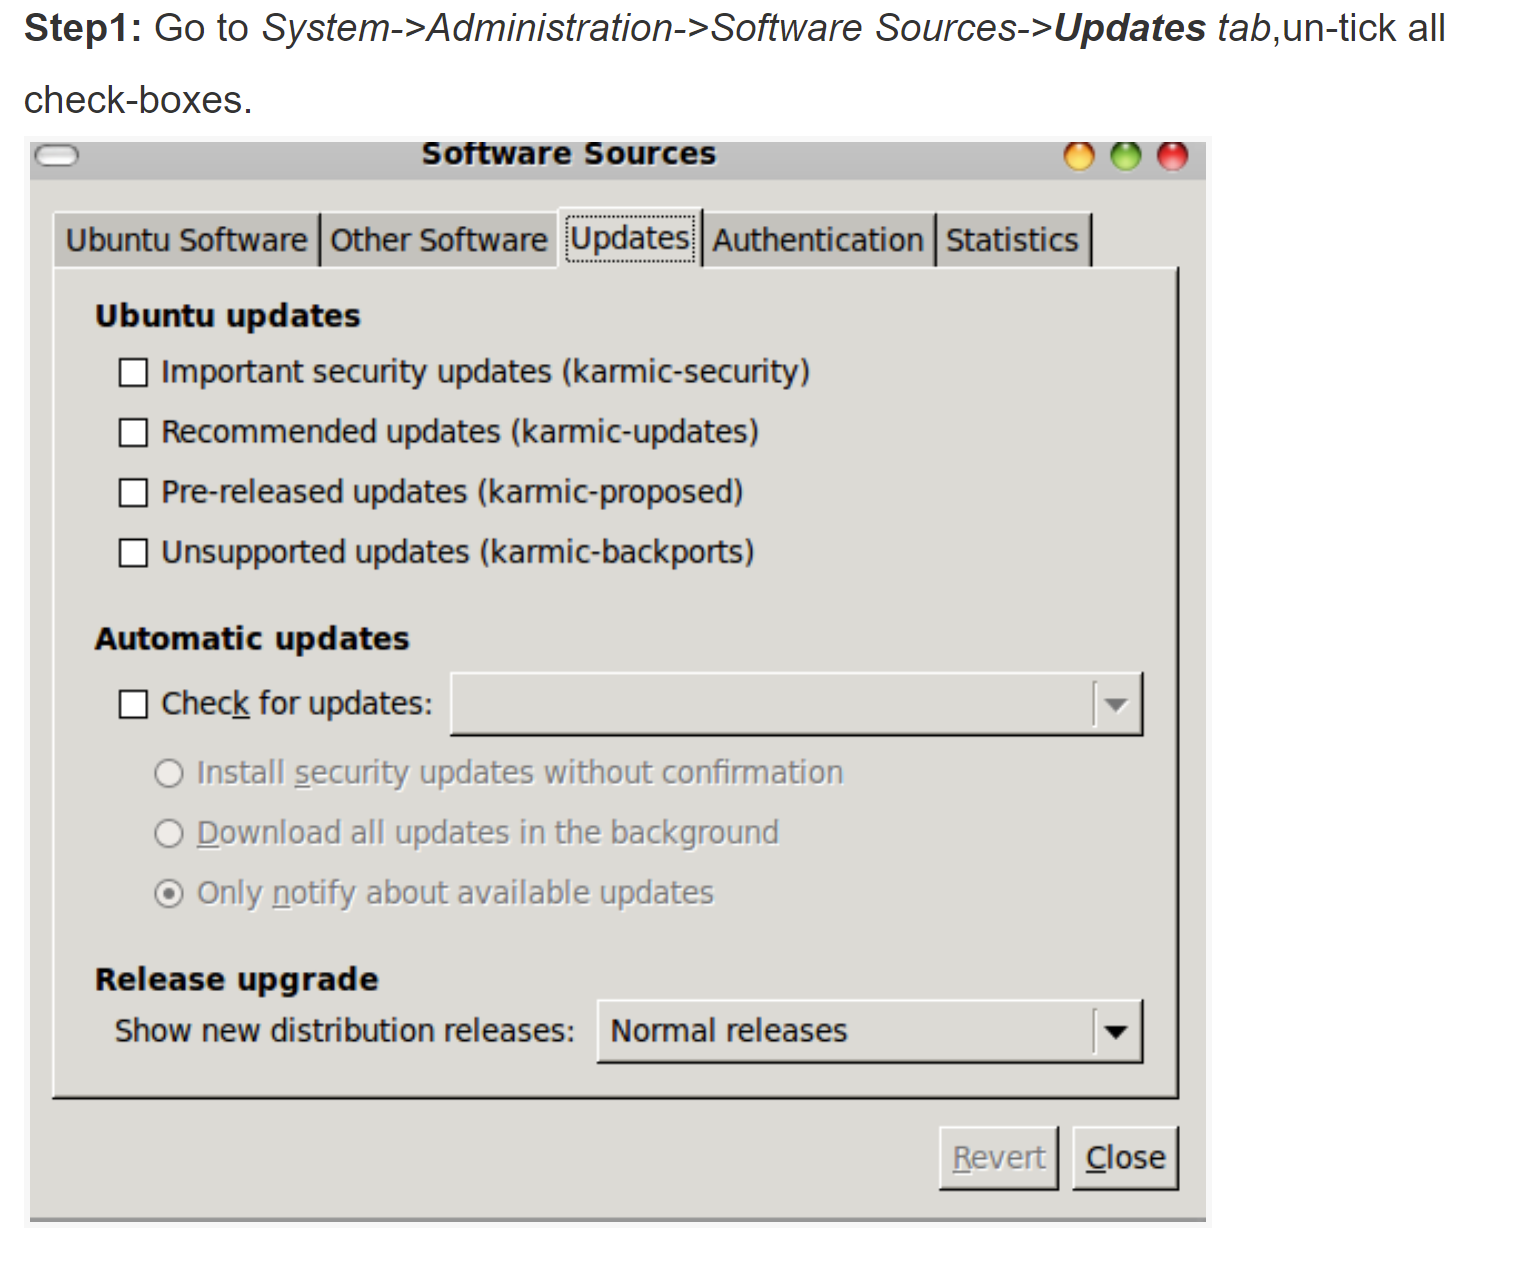 Step1: Go to System->Administration->Software Sources->Updates tab,un-tick all
check-boxes.
Software Sources
Ubuntu Software Other Software Updates Authentication Statistics
Ubuntu updates
Important security updates (karmic-security)
Recommended updates (karmic-updates)
Pre-released updates (karmic-proposed)
Unsupported updates (karmic-backports)
Automatic updates
Check for updates:
Install security updates without confirmation
Download all updates in the background
Only notify about available updates
Release upgrade
Show new distribution releases: Normal releases
Revert Close